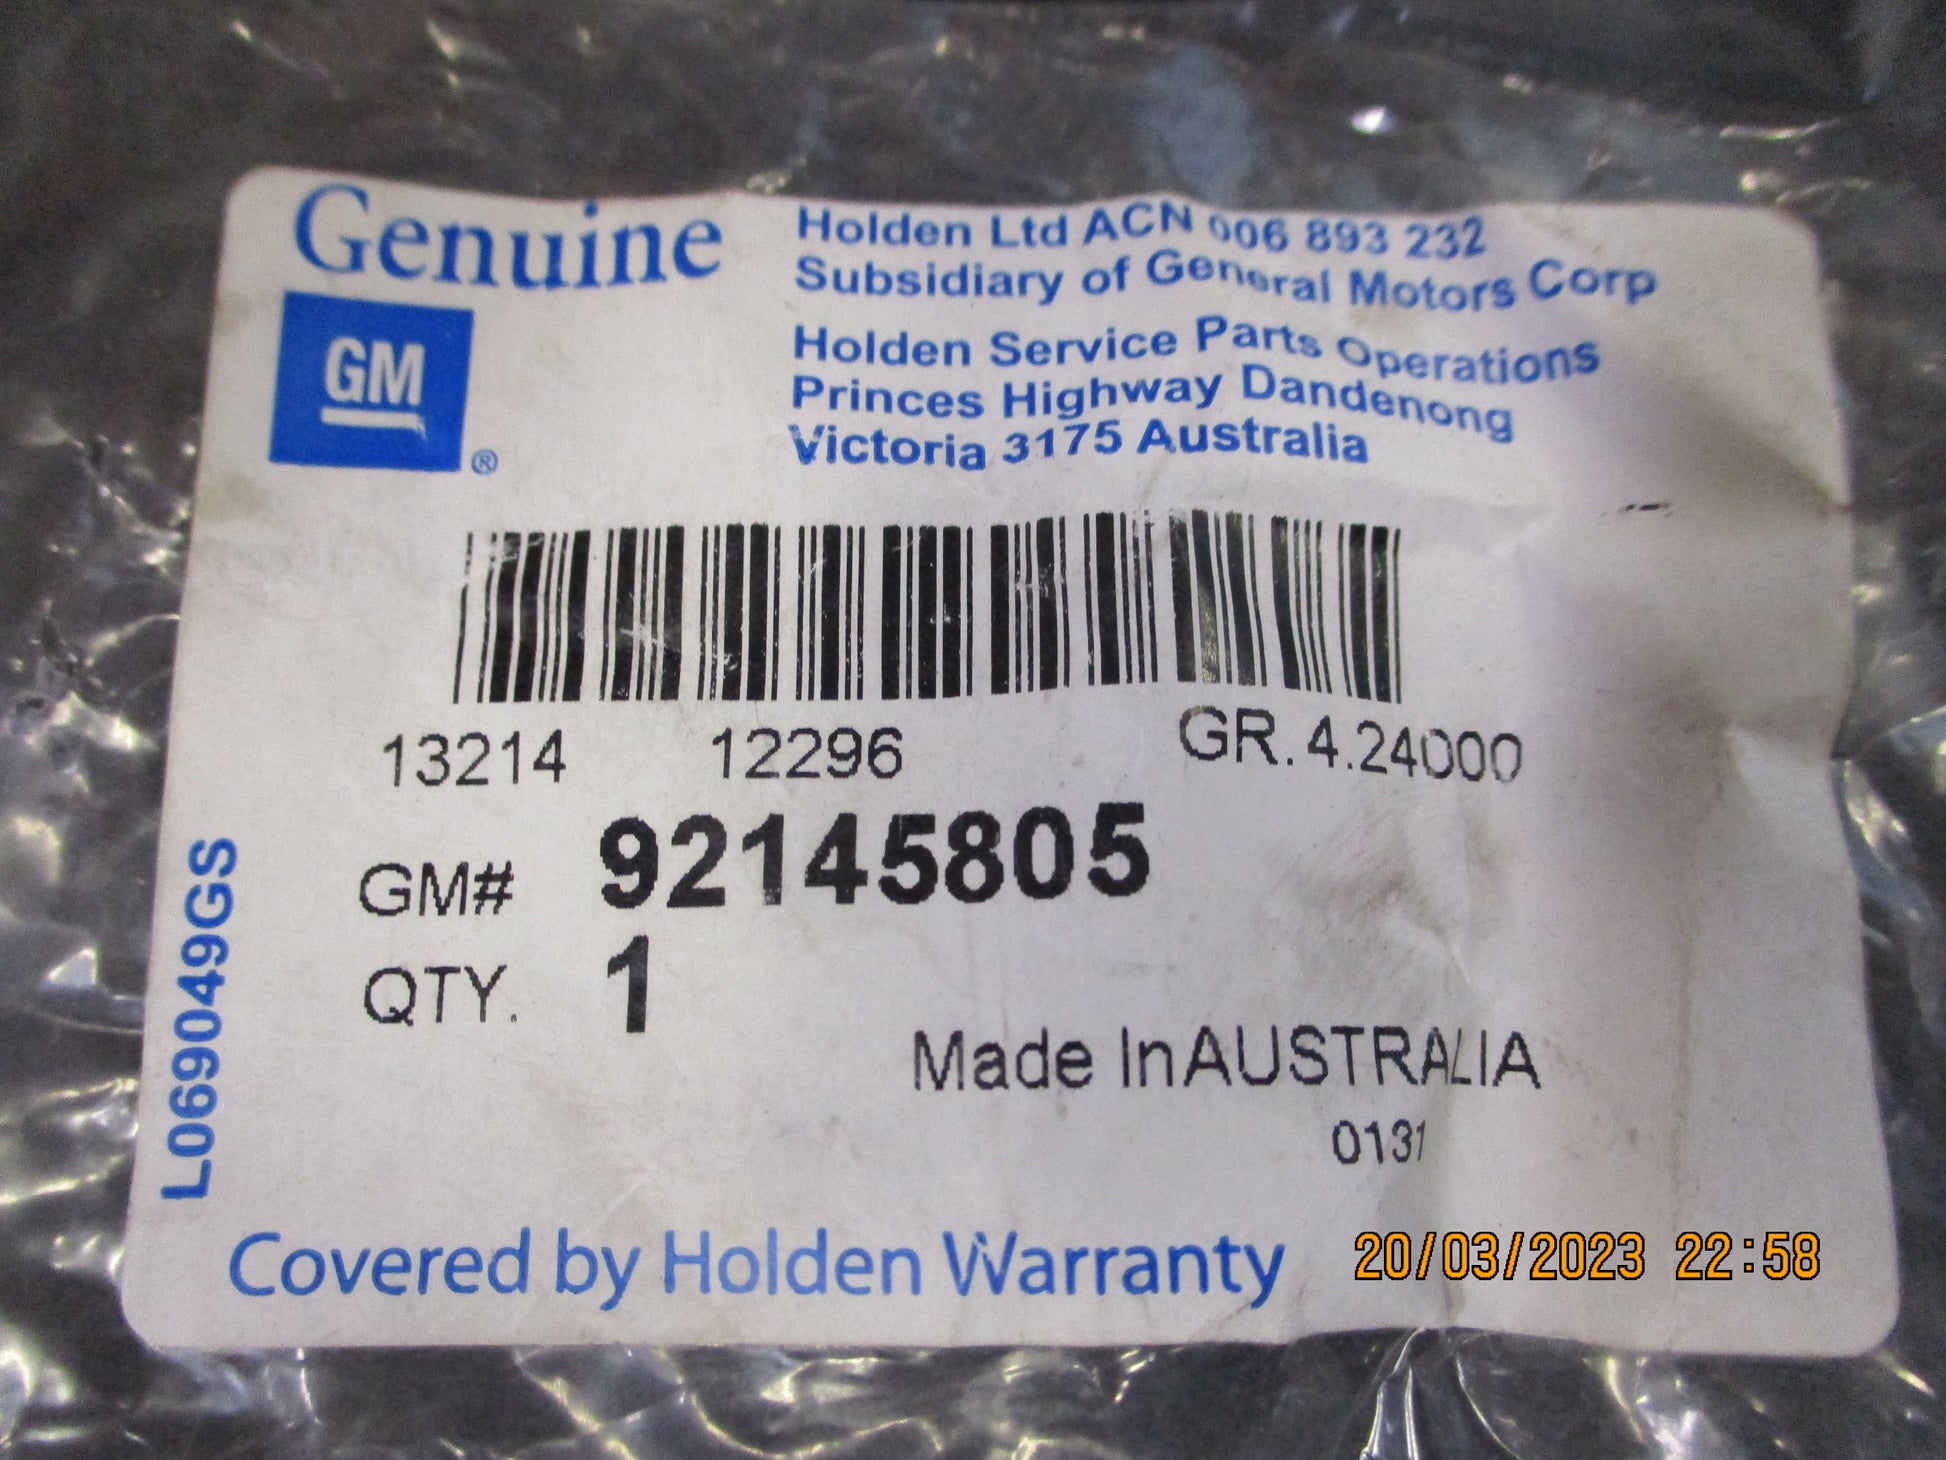 Genuine
GM
®
Holden Ltd ACN 006 893 232
Subsidiary of General Motors Corp
Holden Service Parts Operations
Princes Highway Dandenong
Victoria 3175 Australia
13214 12296 GR.4.24000
GM# 92145805
QTY. 1
Made In AUSTRALIA
0131
L069049GS
Covered by Holden Warranty
20/03/2023 22:58